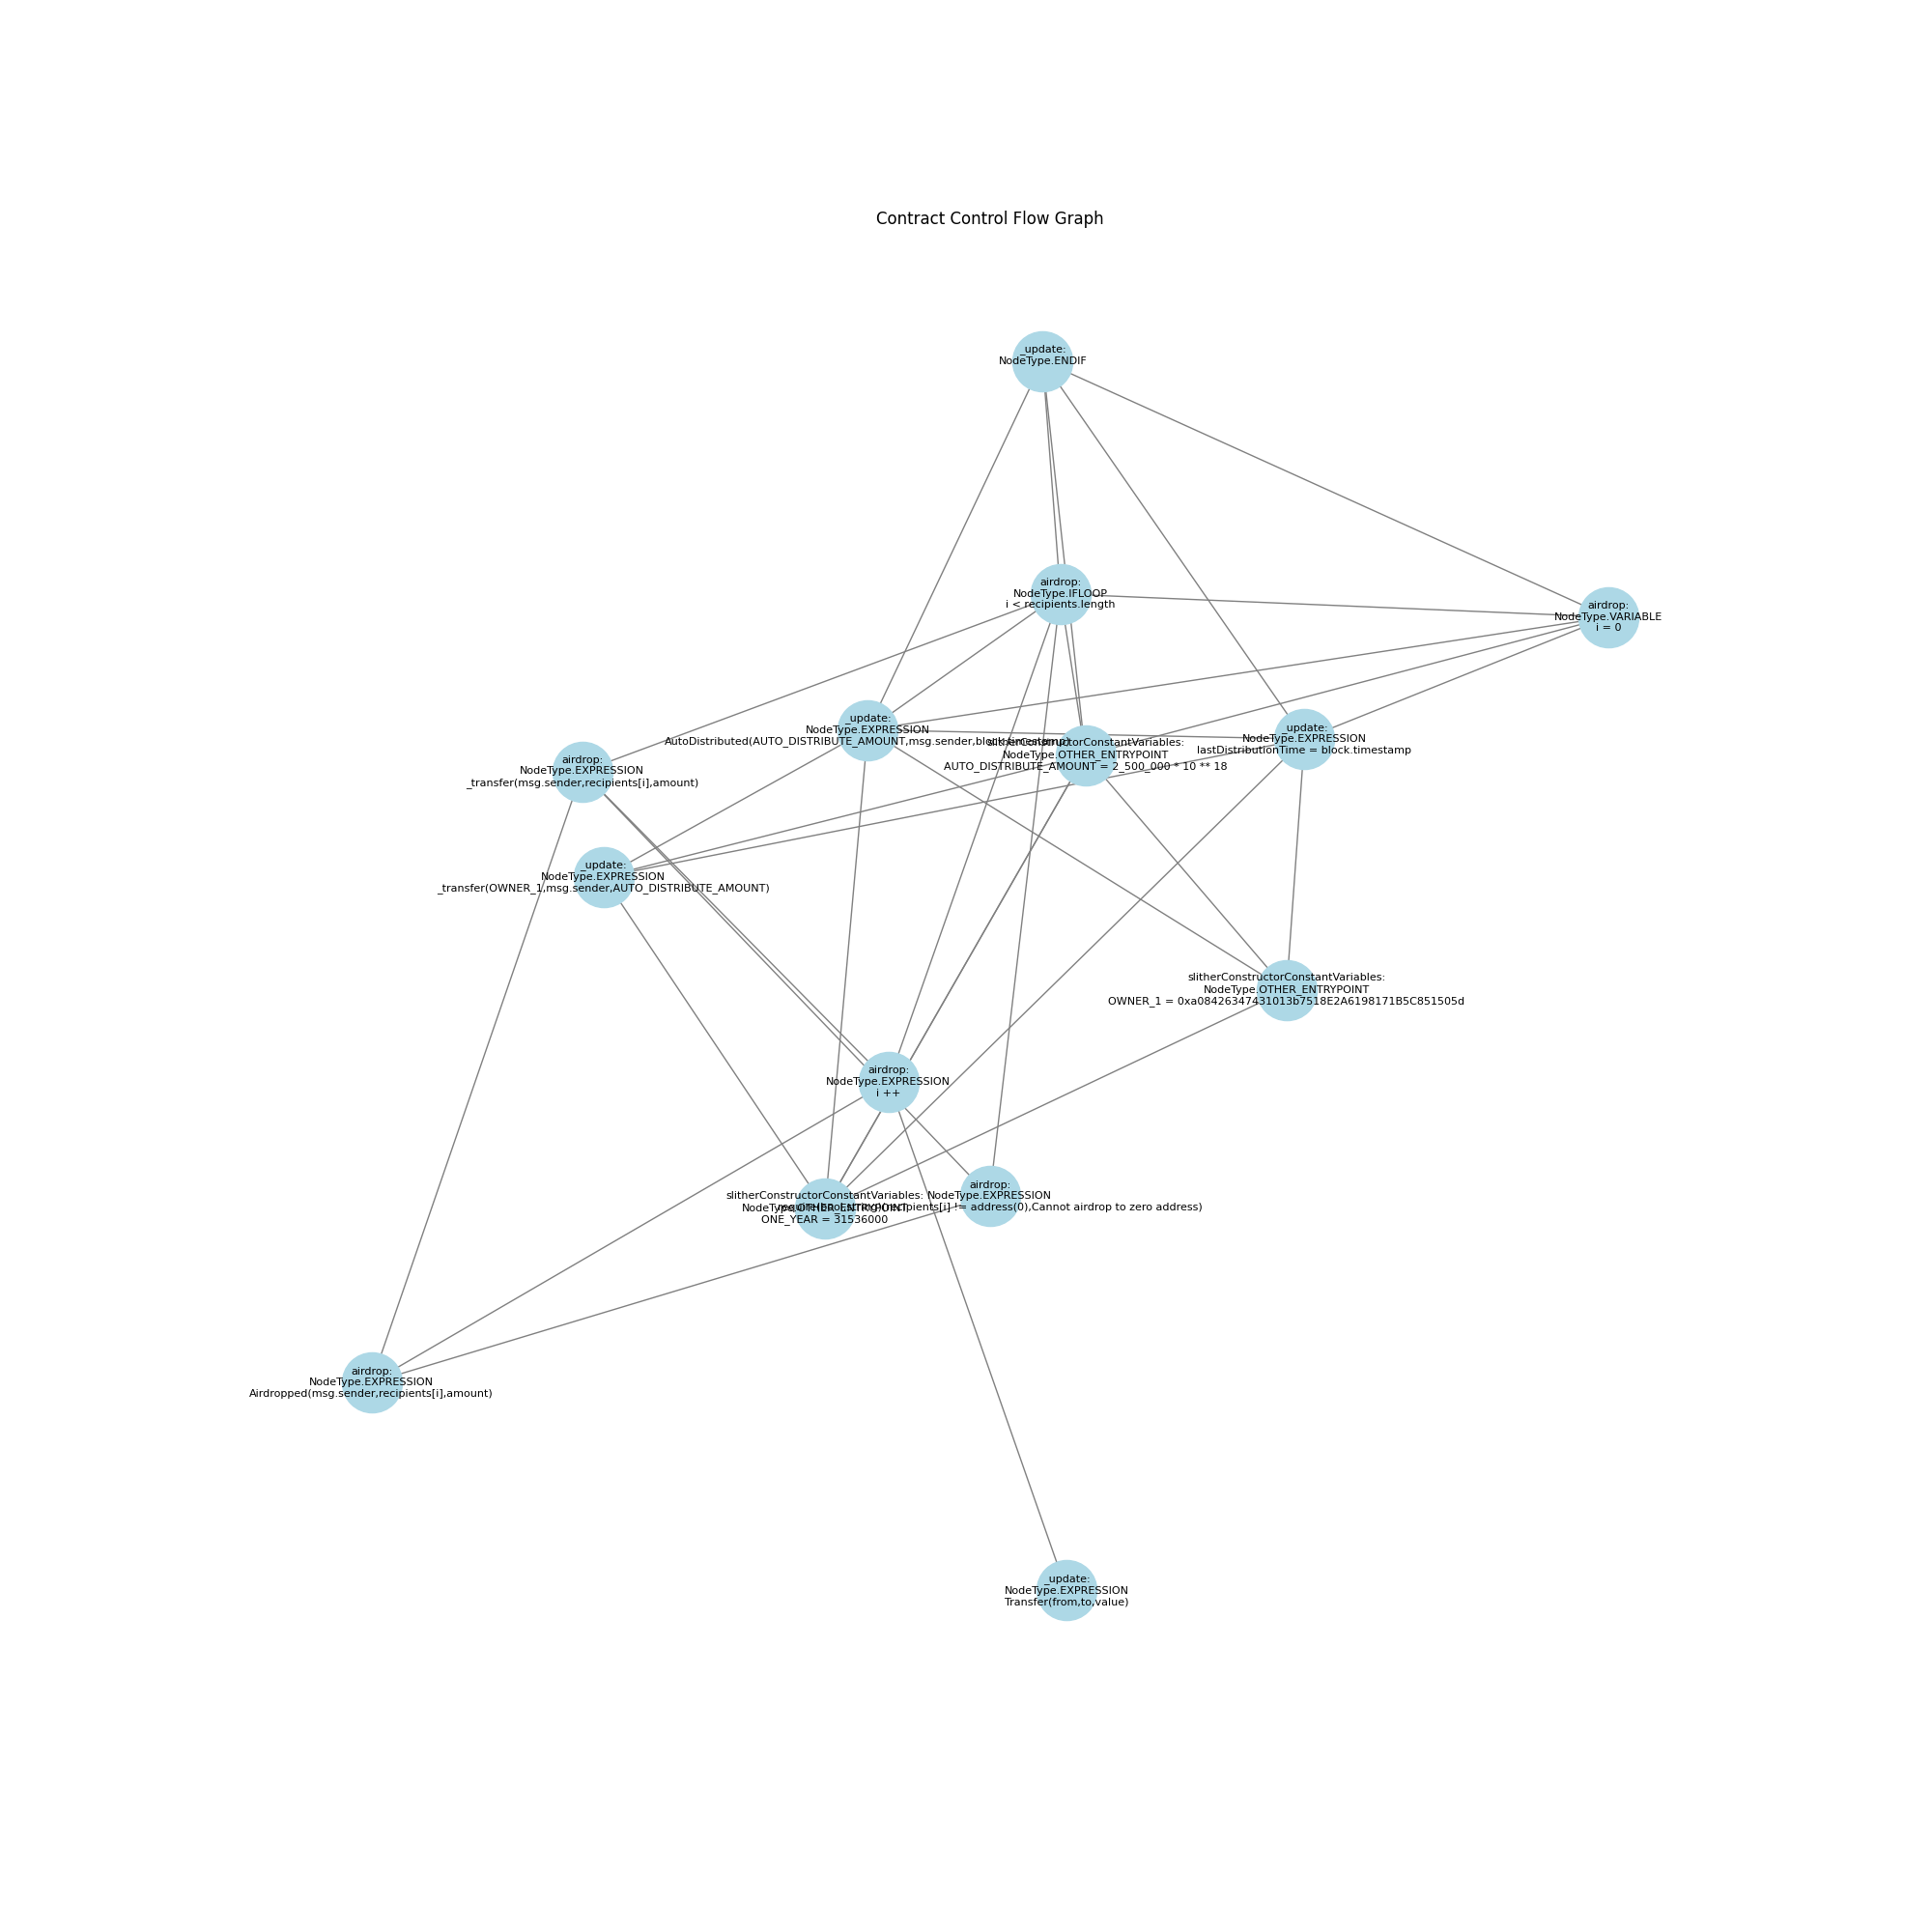 Contract Control Flow Graph
_update:
NodeType.ENDIF
airdrop:
NodeType.IFLOOP
i < recipients.length
airdrop:
NodeType.VARIABLE
i = 0
_update:
NodeType.EXPRESSION
AutoDistributed(AUTO_DISTRIBUTE_AMOUNT,msg.sender,block.timestamp)
slitherConstructorConstantVariables:
NodeType.OTHER_ENTRYPOINT
AUTO_DISTRIBUTE_AMOUNT = 2_500_000 * 10 ** 18
_update:
NodeType.EXPRESSION
lastDistributionTime = block.timestamp
airdrop:
NodeType.EXPRESSION
_transfer(msg.sender,recipients[i],amount)
_update:
NodeType.EXPRESSION
_transfer(OWNER_1,msg.sender,AUTO_DISTRIBUTE_AMOUNT)
slitherConstructorConstantVariables:
NodeType.OTHER_ENTRYPOINT
OWNER_1 = 0xa08426347431013b7518E2A6198171B5C851505d
airdrop:
NodeType.EXPRESSION
i ++
slitherConstructorConstantVariables:
NodeType.OTHER_ENTRYPOINT
ONE_YEAR = 31536000
airdrop:
NodeType.EXPRESSION
!= address(0),Cannot airdrop to zero address)
airdrop:
NodeType.EXPRESSION
Airdropped(msg.sender,recipients[i],amount)
_update:
NodeType.EXPRESSION
Transfer(from,to,value)